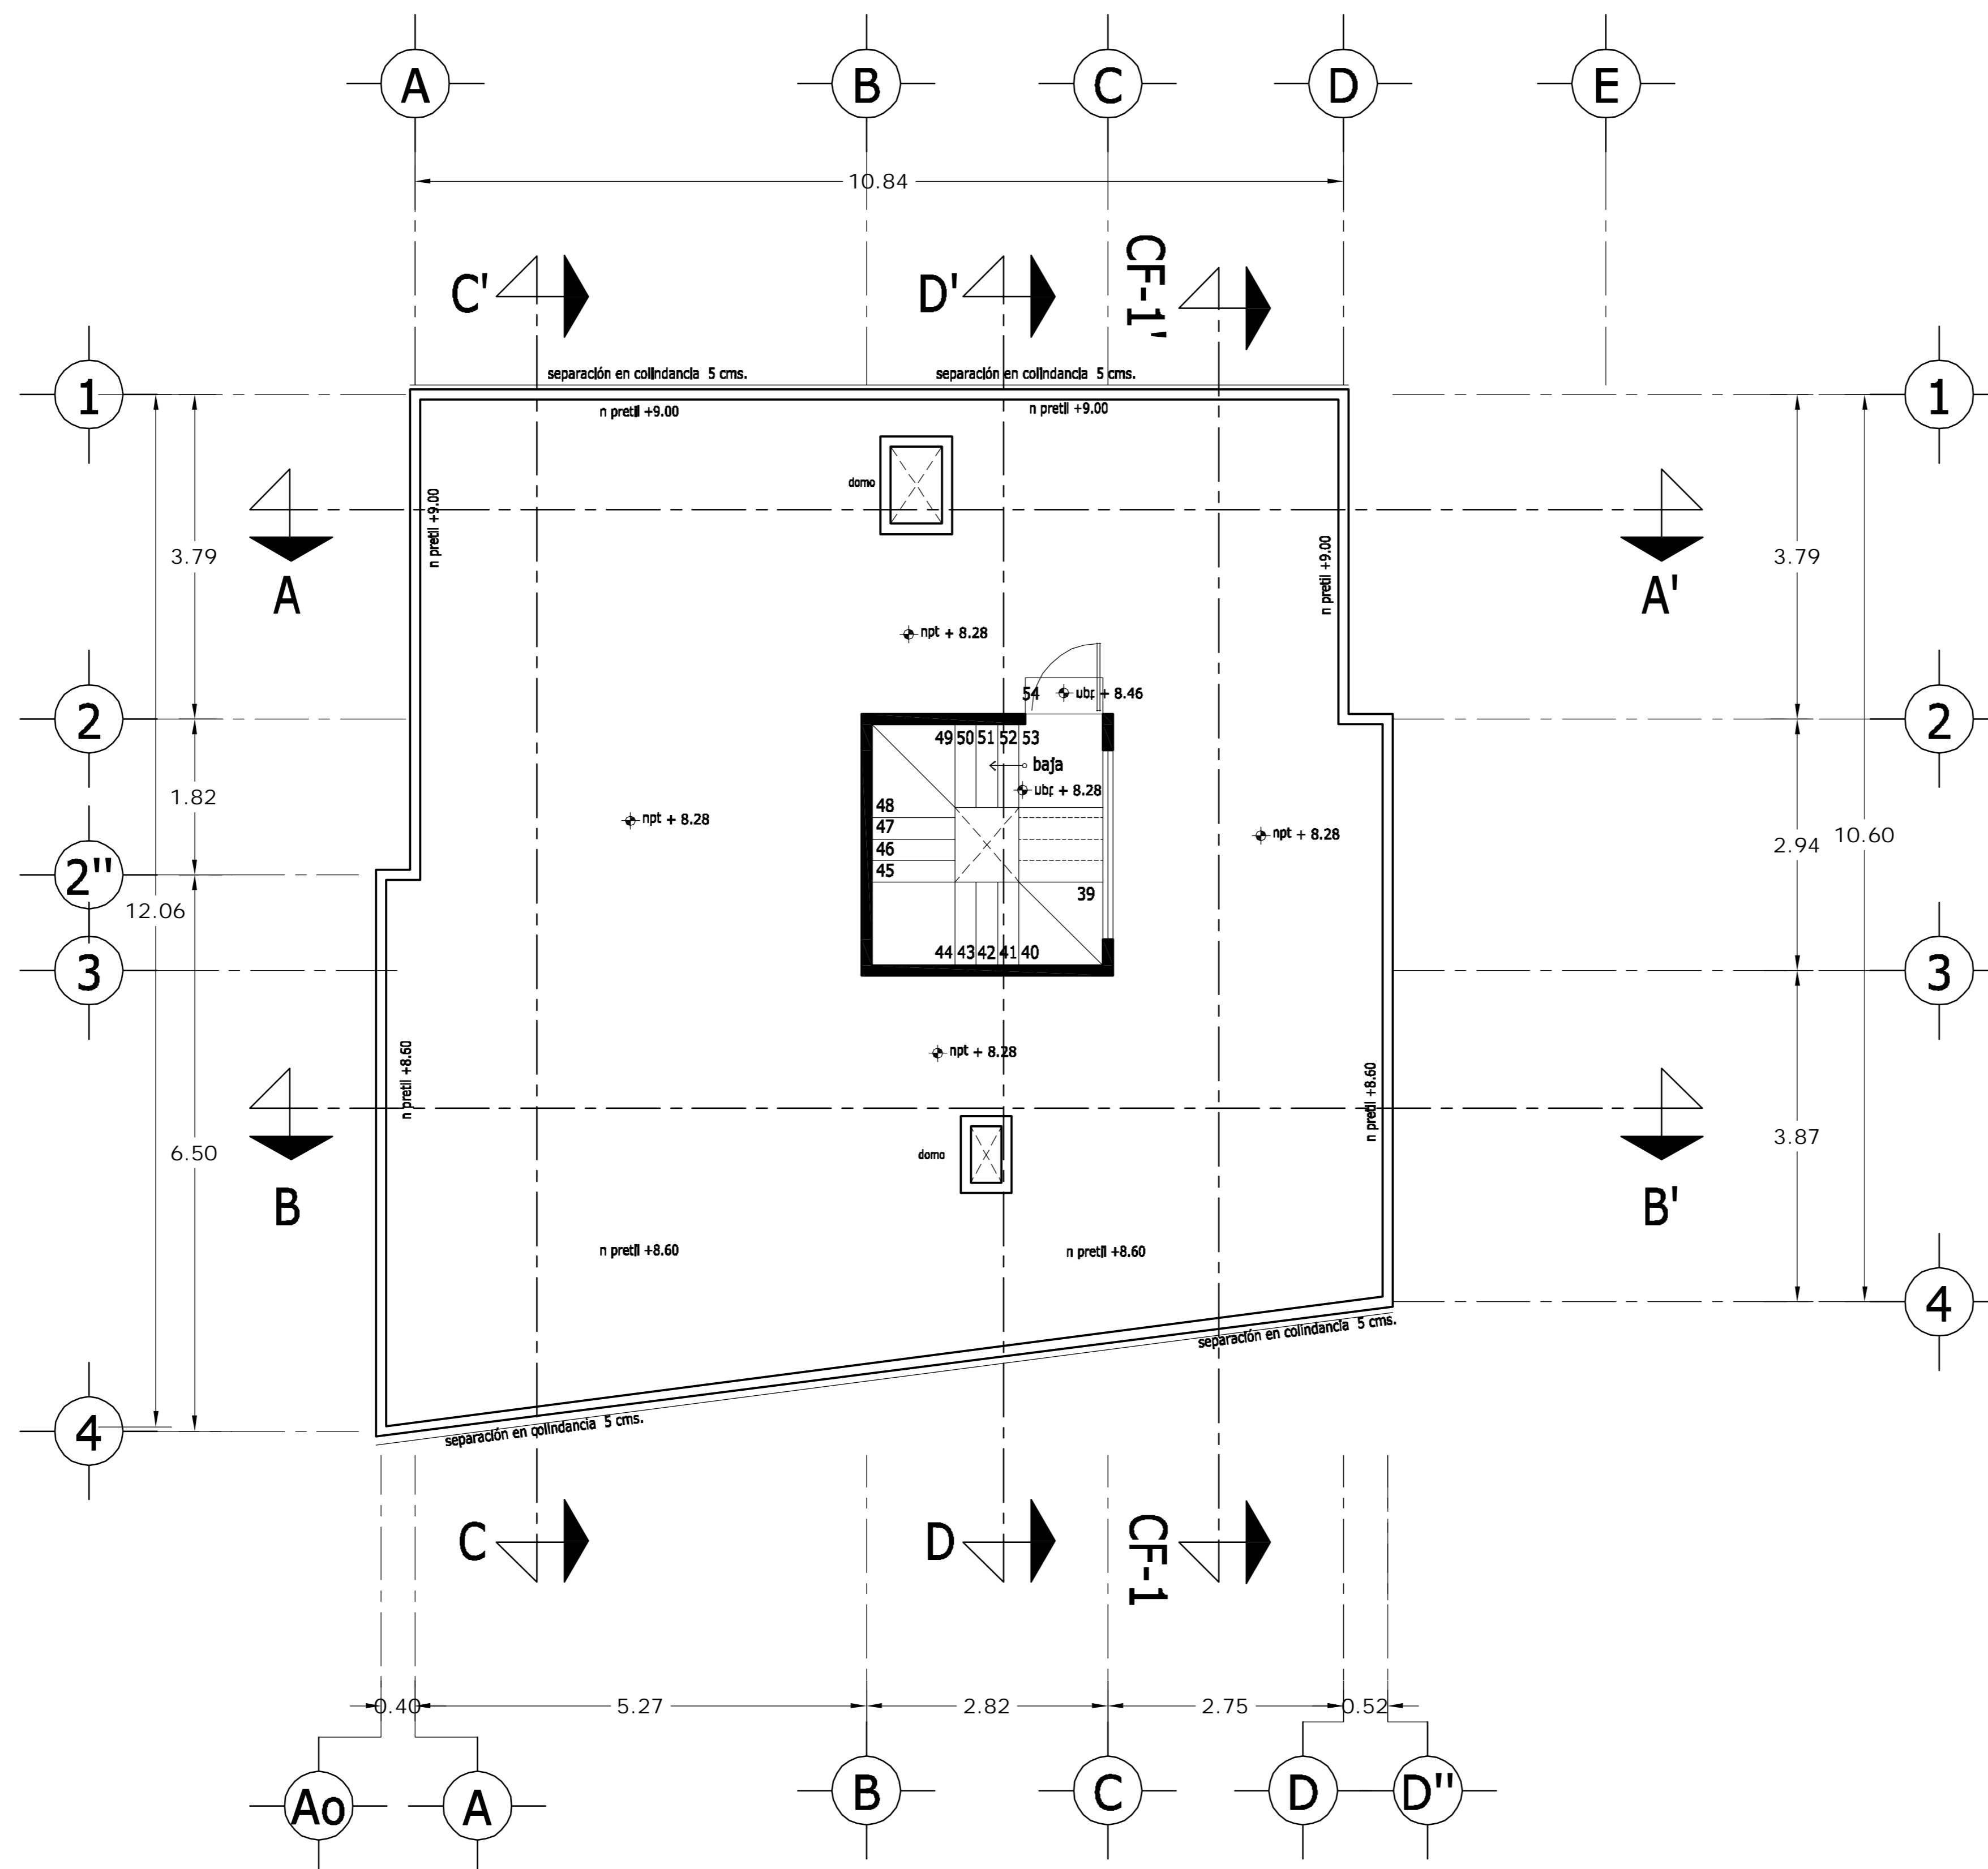 A B C D E
10.84
C' D' CF-1'
separación en colindancia 5 cms. separación en colindancia 5 cms.
1 1
n pretil +9.00 n pretil +9.00
domo
n pretil +9.00
n pretil +9.00
3.79 3.79
A A'
npt + 8.28
54
+ 8.46
2 2
49 50 51 52 53
baja
+ 8.28
1.82
48
47
46
45
npt + 8.28
npt + 8.28
2.94 10.60
2''
39
12.06
44 43 42 41 40
3 3
npt + 8.28
n pretil +8.60
n pretil +8.60
6.50
domo
3.87
B B'
n pretil +8.60 n pretil +8.60
4
separación en colindancia 5 cms.
separación en colindancia 5 cms.
4
C D CF-1
0.40 5.27 2.82 2.75 0.52
Ao A B C D D''